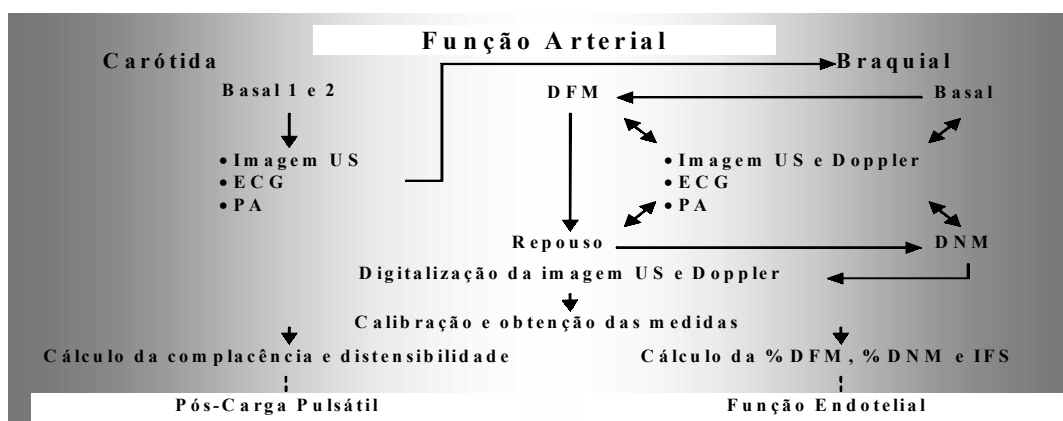 Função Arterial
Carótida
Braquial
Basal 1 e 2
DFM
Basal
• Imagem US
• ECG
• PA
• Imagem US e Doppler
• ECG
• PA
Repouso
DNM
Digitalização da imagem US e Doppler
Calibração e obtenção das medidas
Cálculo da complacência e distensibilidade
Cálculo da %DFM, %DNM e IFS
Pós-Carga Pulsátil
Função Endotelial